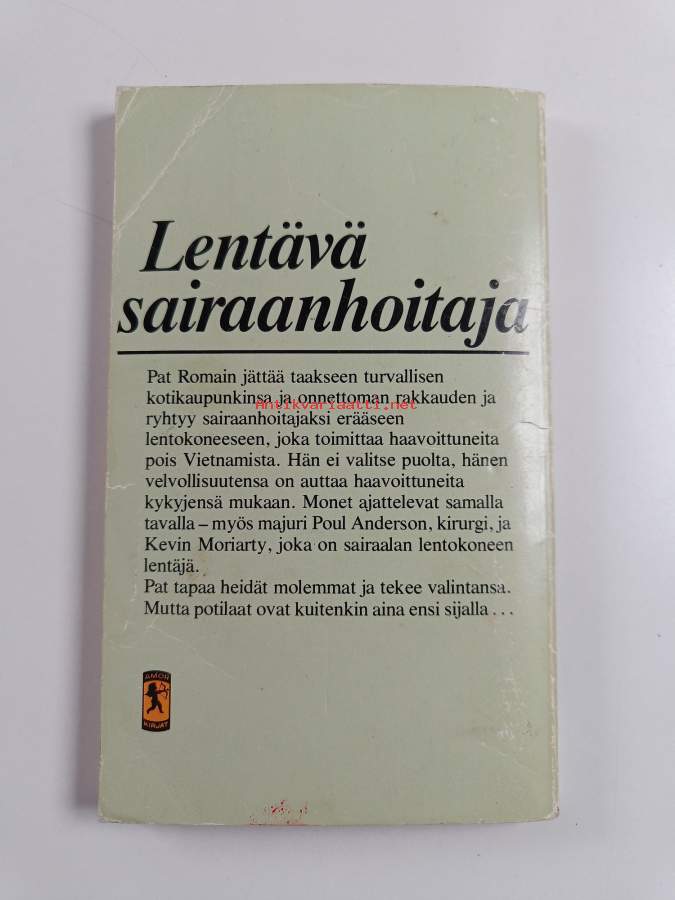 Lentävä
sairaanhoitaja
Pat Romain jättää taakseen turvallisen
kotikaupunkinsa ja onnettoman rakkauden ja
Antikvariaatti.net
ryhtyy sairaanhoitajaksi erääseen
lentokoneeseen, joka toimittaa haavoittuneita
pois Vietnamista. Hän ei valitse puolta, hänen
velvollisuutensa on auttaa haavoittuneita
kykyjensä mukaan. Monet ajattelevat samalla
tavalla – myös majuri Poul Anderson, kirurgi, ja
Kevin Moriarty, joka on sairaalan lentokoneen
lentäjä.
Pat tapaa heidät molemmat ja tekee valintansa.
Mutta potilaat ovat kuitenkin aina ensi sijalla . . .
AMOR
KIRJAT